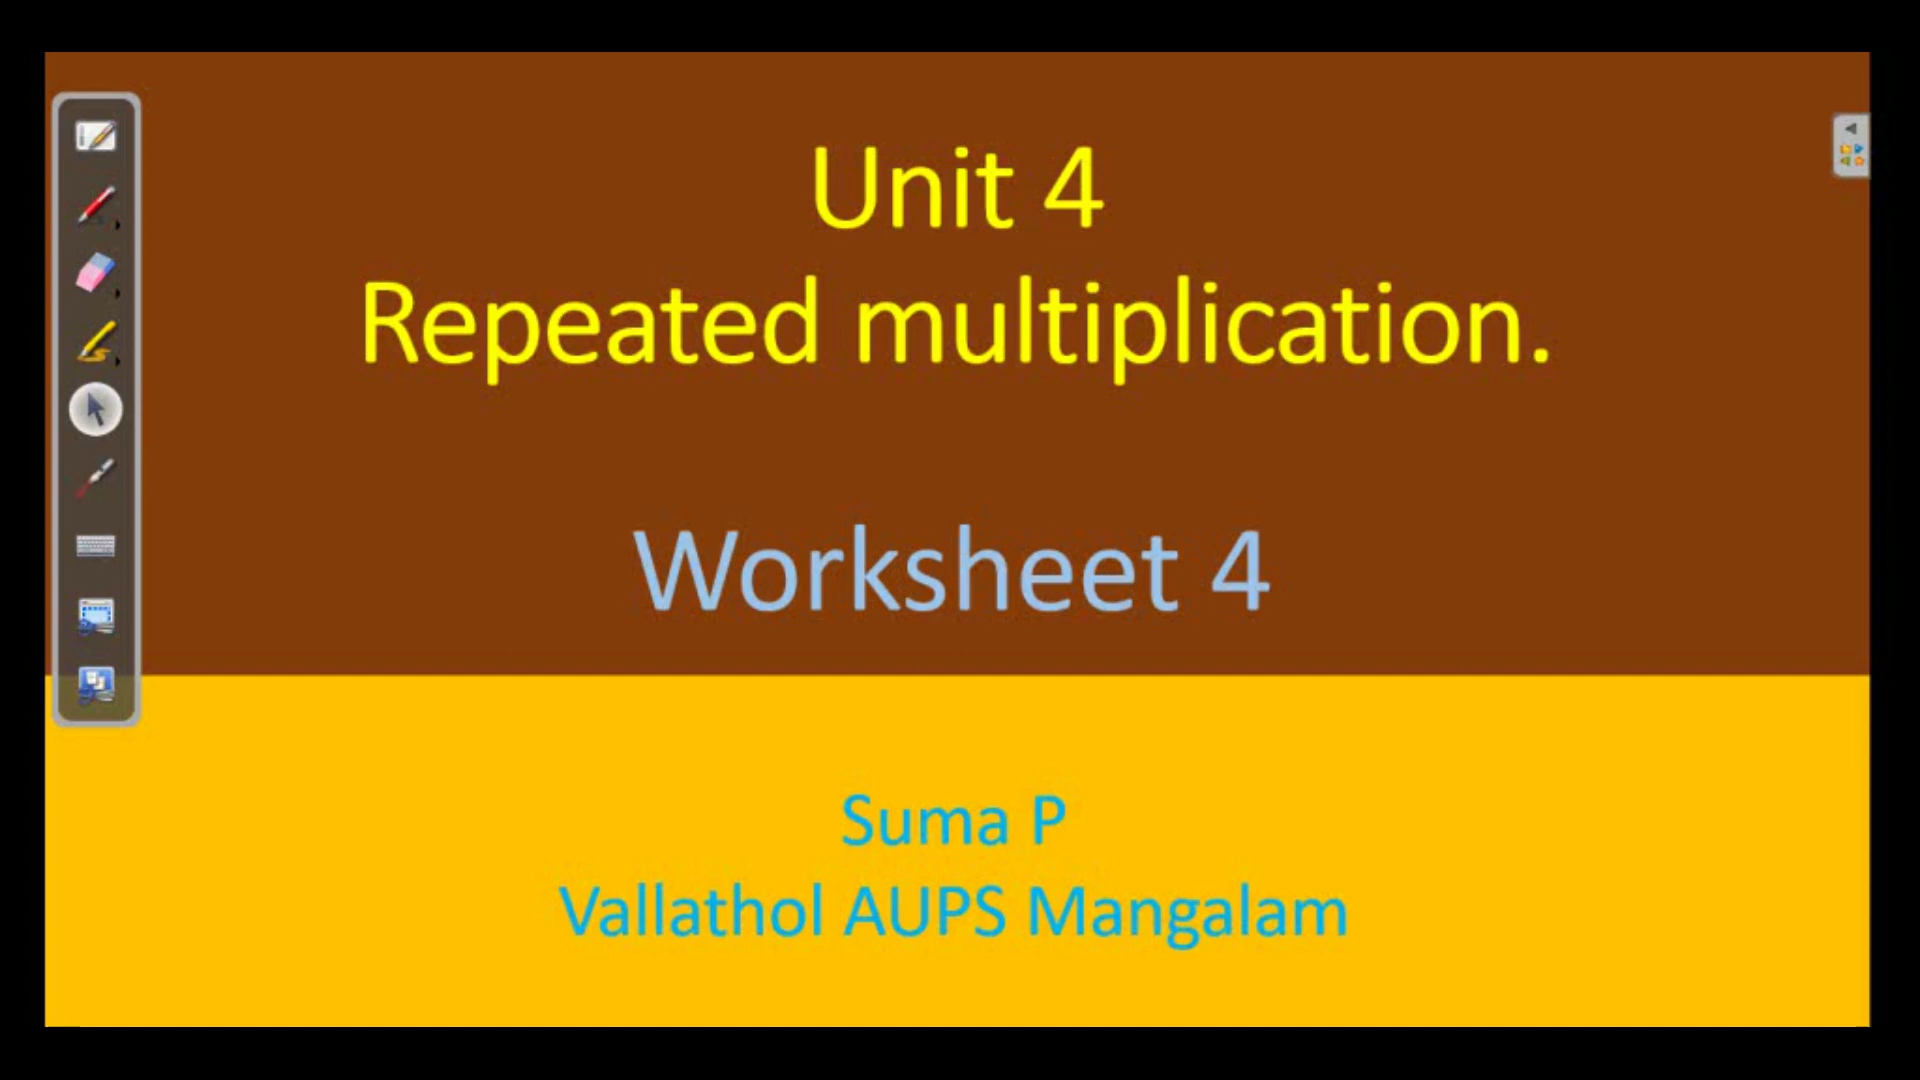 Unit 4
Repeated multiplication.
Worksheet 4
Suma P
Vallathol AUPS Mangalam